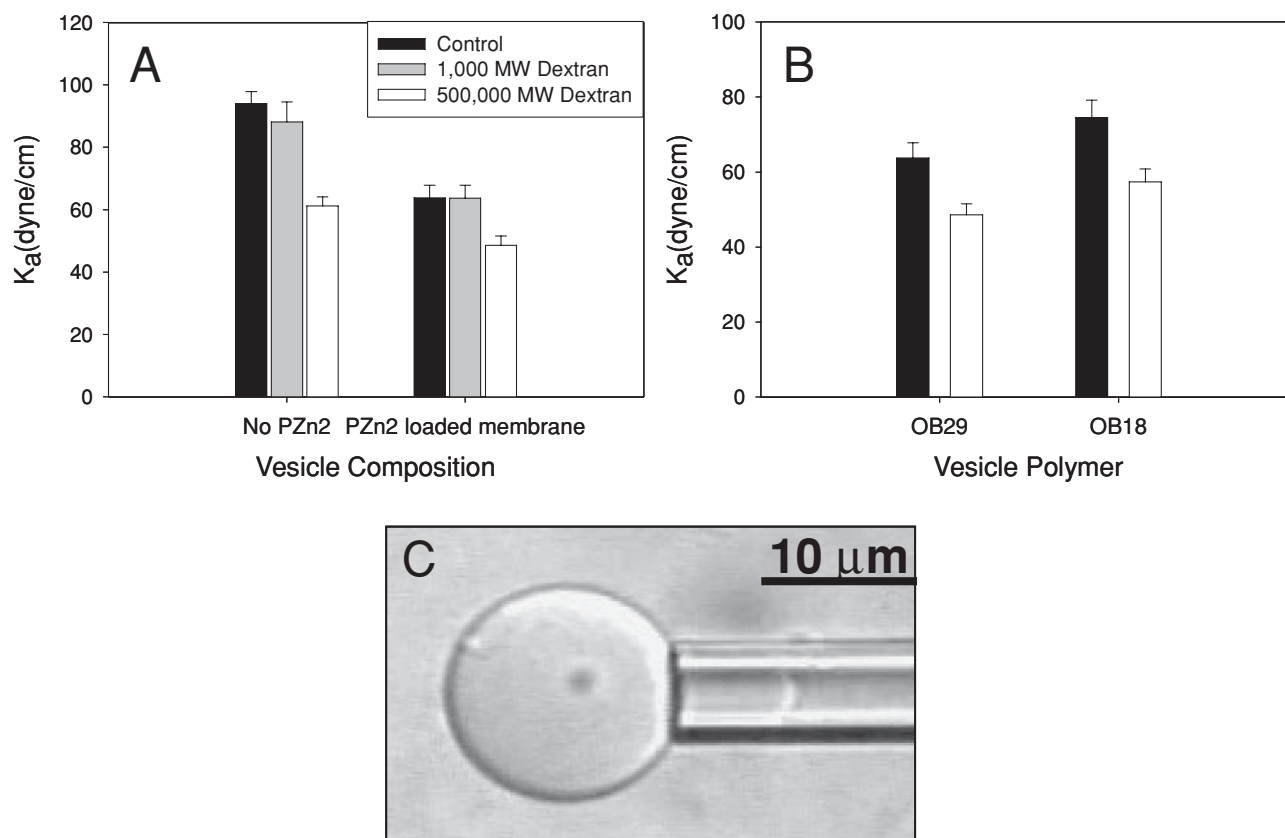 A
120
100
80
60
40
20
0
Ka(dyne/cm)
Control
1,000 MW Dextran
500,000 MW Dextran
No PZn2 PZn2 loaded membrane
Vesicle Composition
B
100
80
60
40
20
0
Ka(dyne/cm)
OB29 OB18
Vesicle Polymer
C
10 μm